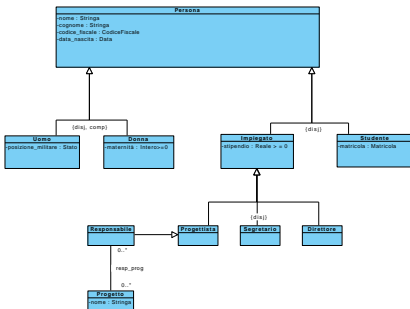 Persona
-nome : Stringa
-cognome : Stringa
-codice_fiscale : CodiceFiscale
-data_nascita : Data
{disj, comp}
{disj}
Uomo
-posizione_militare : Stato
Donna
-maternità : Intero>=0
Impiegato
-stipendio : Reale > = 0
Studente
-matricola : Matricola
{disj}
Responsabile
Progettista
Segretario
Direttore
0..*
resp_prog
0..*
Progetto
-nome : Stringa